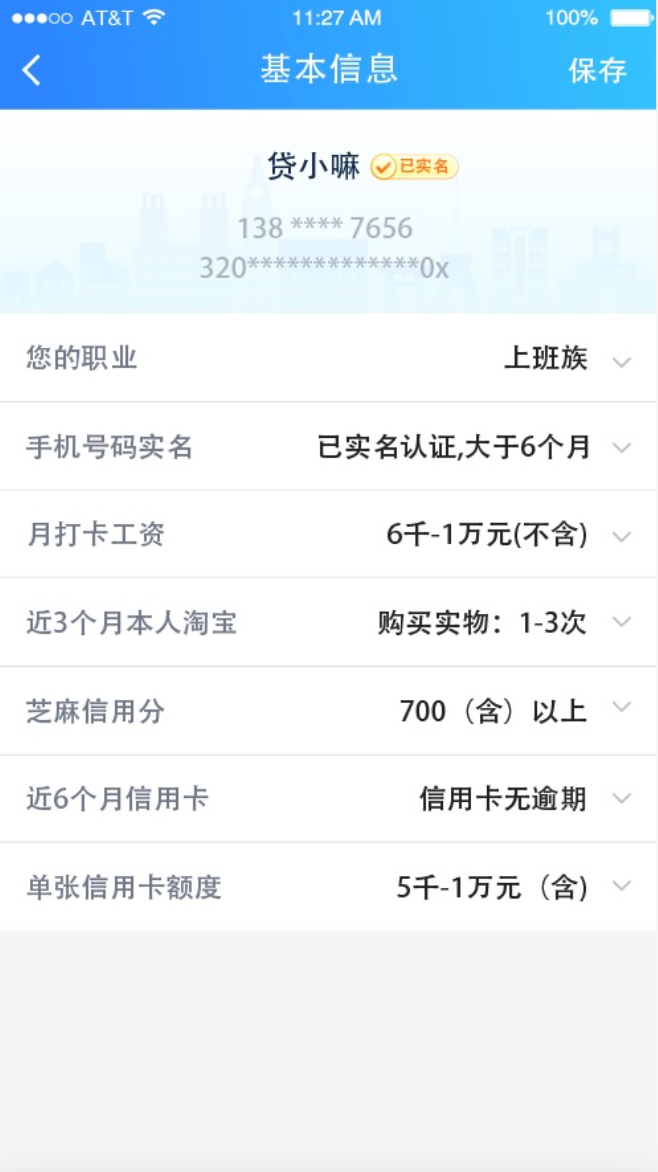 AT&T 11:27 AM 100%
基本信息 保存
贷小嘛 已实名
138 **** 7656
320*************0x
您的职业 上班族
手机号码实名 已实名认证,大于6个月
月打卡工资 6千-1万元(不含)
近3个月本人淘宝 购买实物：1-3次
芝麻信用分 700（含）以上
近6个月信用卡 信用卡无逾期
单张信用卡额度 5千-1万元（含)